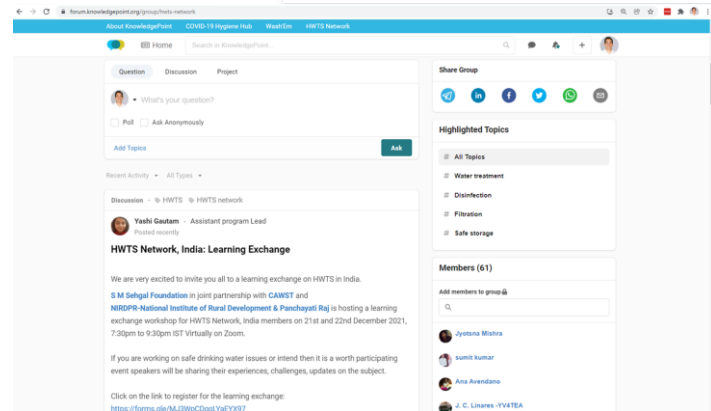 forum.knowledgepoint.org/group/hwts-network
About KnowledgePoint COVID-19 Hygiene Hub WashEm HWTS Network
Home Search in KnowledgePoint...
Question Discussion Project
What's your question?
Poll Ask Anonymously
Add Topics Ask
Recent Activity All Types
Discussion - HWTS HWTS network
Yashi Gautam - Assistant program Lead
Posted recently
HWTS Network, India: Learning Exchange
We are very excited to invite you all to a learning exchange on HWTS in India.
S M Sehgal Foundation in joint partnership with CAWST and
NIRDPR-National Institute of Rural Development & Panchayati Raj is hosting a learning
exchange workshop for HWTS Network, India members on 21st and 22nd December 2021,
7:30pm to 9:30pm IST Virtually on Zoom.
If you are working on safe drinking water issues or intend then it is a worth participating
event speakers will be sharing their experiences, challenges, updates on the subject.
Click on the link to register for the learning exchange:
Share Group
Highlighted Topics
# All Topics
# Water treatment
# Disinfection
# Filtration
# Safe storage
Members (61)
Add members to group
Jyotsna Mishra
sumit kumar
Ana Avendano
J. C. Linares -YV4TEA